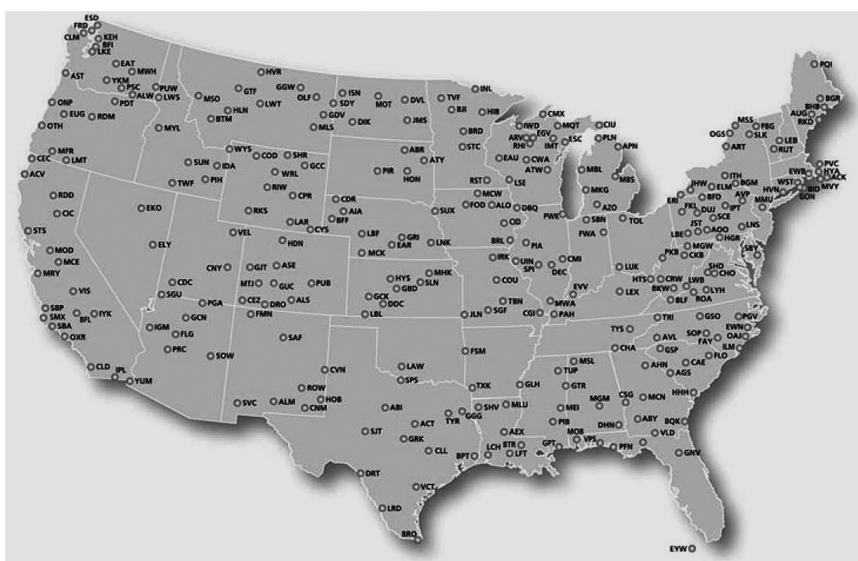 ESD
FRD
CLM
KEH
BFI
LKE
EAT
MWH
AST
YKM
PSC
PUW
ALW
LWS
PDT
ONP
EUG
RDM
OTH
MYL
MFR
CEC
LMT
ACV
HVR
GGW
GTF
OLF
MSO
HLN
LWT
BTM
ISN
SDY
GDV
MLS
DIK
MOT
DVL
JMS
WYS
COD
SHR
GCC
SUN
IDA
WRL
TWF
PIH
RIW
CPR
RKS
LAR
CYS
ABR
ATY
PIR
HON
CDR
AIA
BFF
TVF
INL
BJI
HIB
BRD
STC
RST
CMX
IWD
MQT
CIU
ARV
EGV
RHI
IMT
ESC
PLN
APN
EAU
CWA
ATW
LSE
MBL
MBS
MKG
MCW
FOD
ALO
DBQ
SUX
CID
PWK
AZO
SBN
TOL
FWA
RDD
CIC
STS
MOD
MCE
MRY
VIS
SBP
SMX
BFL
IYK
SBA
OXR
CLD
IPL
YUM
EKO
ELY
VEL
HDN
CNY
GJT
ASE
CDC
MTJ
GUC
PUB
SGU
CEZ
DRO
ALS
PGA
FMN
GCN
IGM
FLG
PRC
SOW
SAF
CVN
ROW
HOB
CNM
SVC
ALM
LBF
GRI
EAR
MCK
LNK
HYS
MHK
GBD
SLN
GCK
DDC
LBL
BRL
PIA
IRK
UIN
SPI
DEC
CMI
COU
TBN
SGF
JLN
CGI
MWA
PAH
EVV
LUK
LEX
LAW
SPS
FSM
TXK
GLH
ABI
ACT
TYR
GGG
SHV
MLU
SJT
GRK
CLL
BPT
LCH
AEX
BTR
LFT
DRT
VCT
LRD
BRO
MSL
TUP
GTR
MEI
MGM
PIB
MOB
GPT
VPS
DHN
PFN
CSG
MCN
ABY
BQK
VLD
GNV
EYW
TRI
TYS
CHA
AVL
GSP
AHN
AGS
CAE
HHH
GSO
SOP
FAY
FLO
PGV
EWN
OAJ
ILM
PKB
HTS
CRW
BKW
BLF
LWB
ROA
LYH
SHD
CHO
MGW
CKB
HGR
LBE
JST
AOO
FKL
DUJ
SCE
ERI
JHW
BFD
ELM
ITH
BGM
AVP
IPT
MMU
LNS
SBY
PQI
BGR
BHB
AUG
RKD
MSS
PBG
OGS
SLK
ART
LEB
RUT
PVC
EWB
HYA
ACK
WST
MVY
HVN
BID
GON